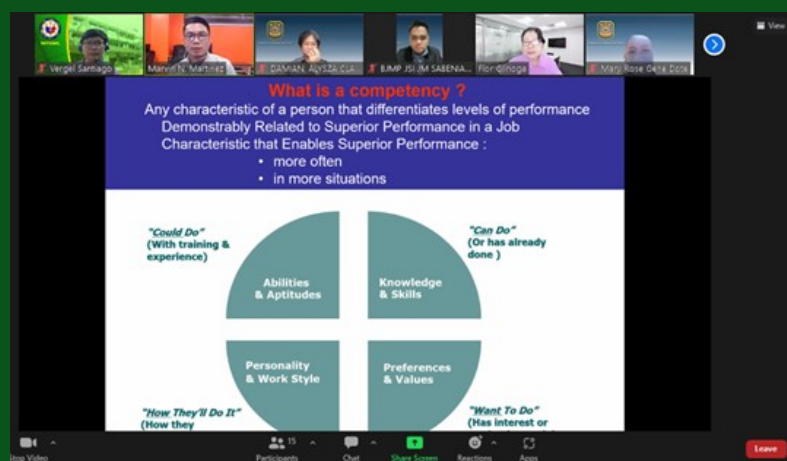 View
Vergel Santiago
Marvin N. Martinez
DAMIAN, ALYSZA CLA
BJMP JSI JM SABENIA...
Flor Glinoga
Mary Rose Gene Dote
What is a competency ?
Any characteristic of a person that differentiates levels of performance
Demonstrably Related to Superior Performance in a Job
Characteristic that Enables Superior Performance :
• more often
• in more situations
"Could Do"
(With training &
experience)
"Can Do"
(Or has already
done )
Abilities
& Aptitudes
Knowledge
& Skills
Personality
& Work Style
Preferences
& Values
"How They'll Do It"
(How they
"Want To Do"
(Has interest or
Stop Video
15
Participants
Chat
Share Screen
Reactions
Apps
Leave